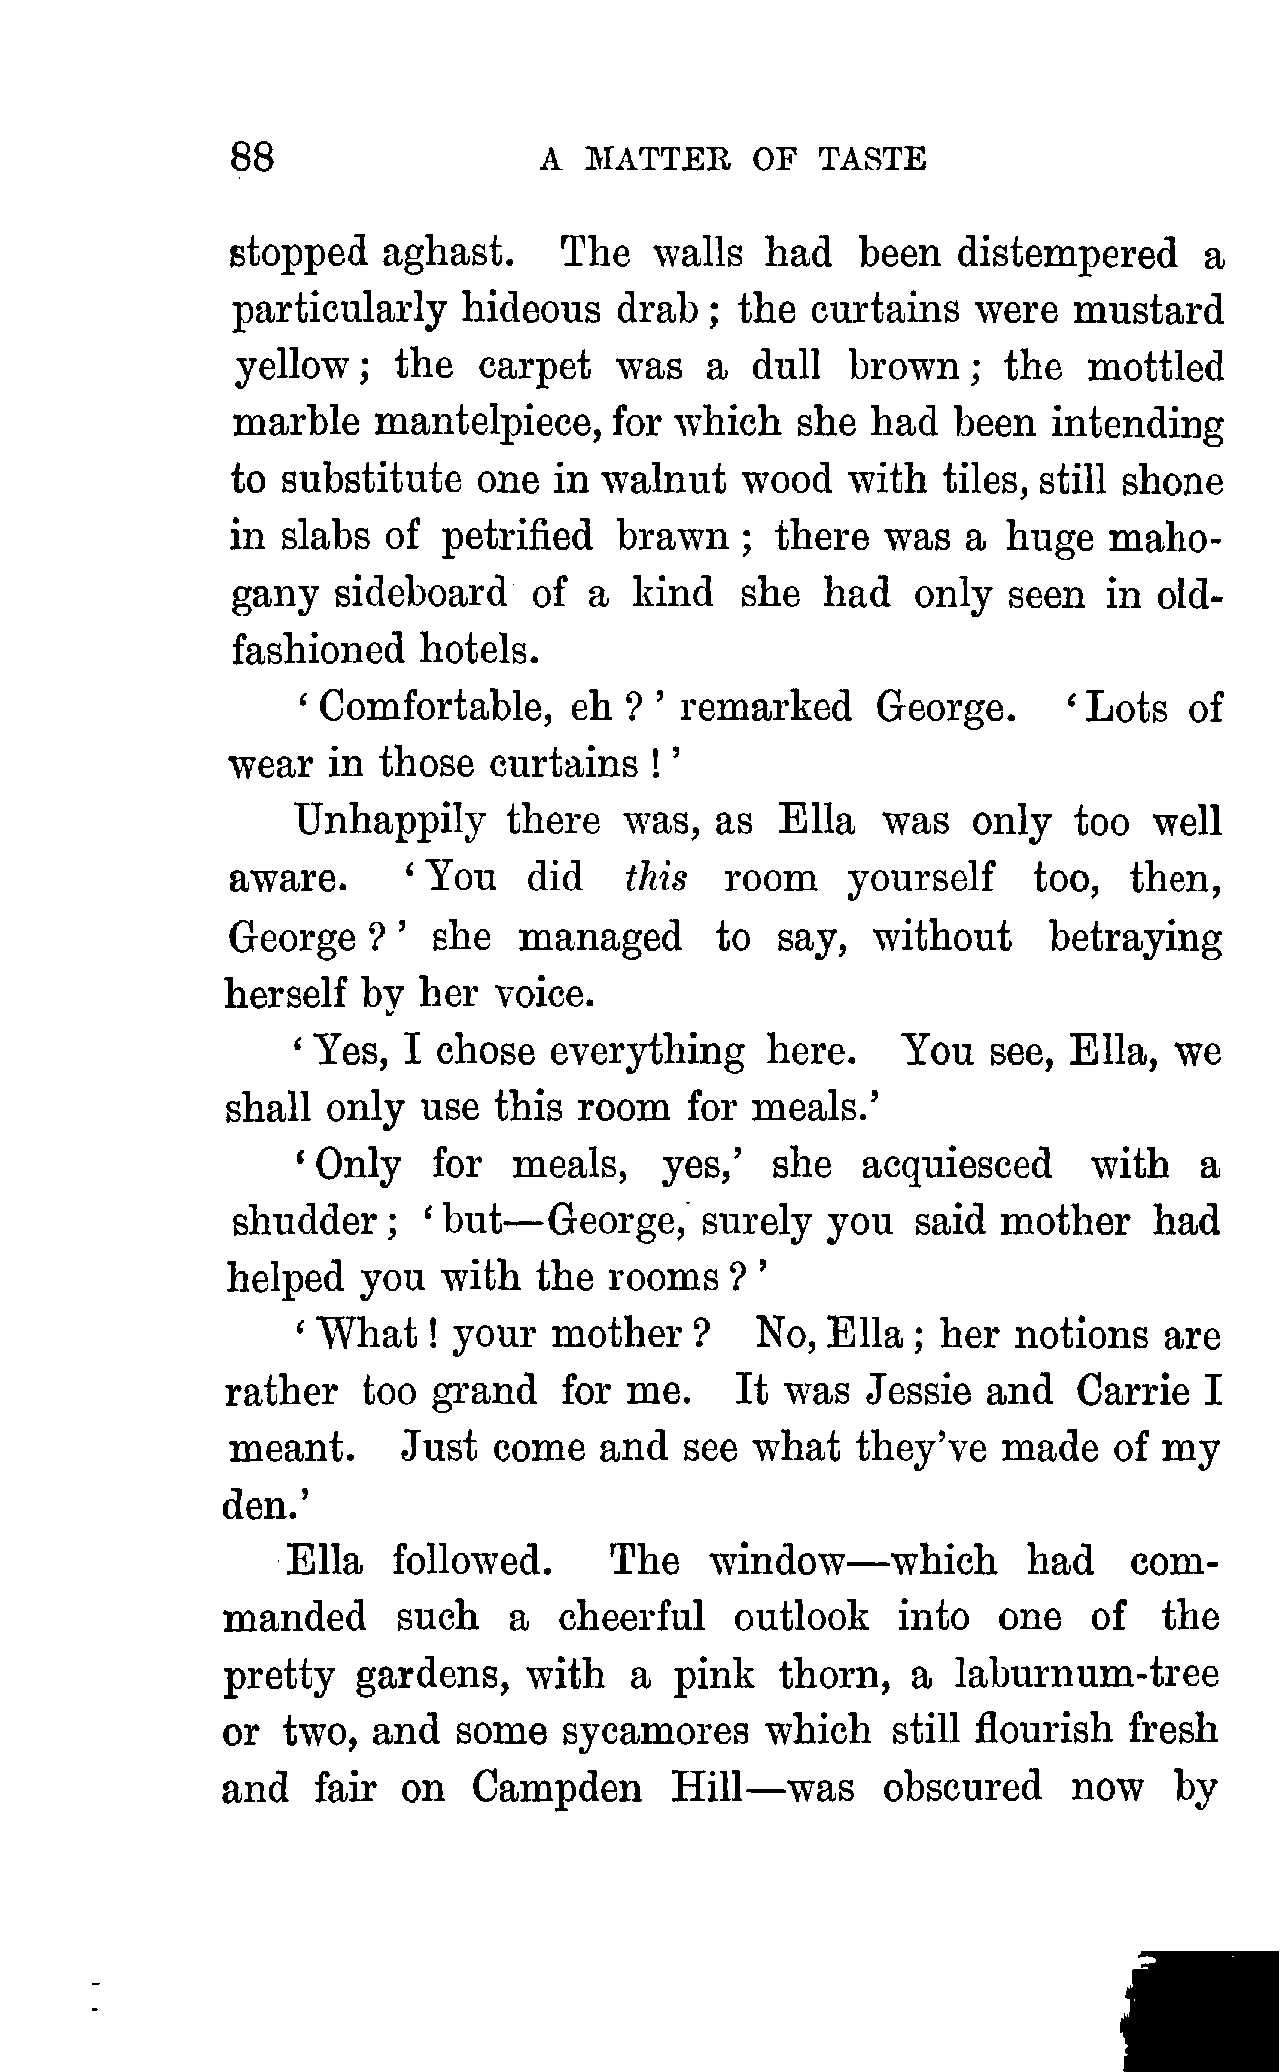 88 A MATTER OF TASTE
stopped aghast. The walls had been distempered a
particularly hideous drab ; the curtains were mustard
yellow ; the carpet was a dull brown ; the mottled
marble mantelpiece, for which she had been intending
to substitute one in walnut wood with tiles, still shone
in slabs of petrified brawn ; there was a huge maho-
gany sideboard of a kind she had only seen in old-
fashioned hotels.
‘ Comfortable, eh ? ’ remarked George. ‘ Lots of
wear in those curtains ! ’
Unhappily there was, as Ella was only too well
aware. ‘ You did this room yourself too, then,
George ? ’ she managed to say, without betraying
herself by her voice.
‘ Yes, I chose everything here. You see, Ella, we
shall only use this room for meals.’
‘ Only for meals, yes,’ she acquiesced with a
shudder ; ‘ but—George, surely you said mother had
helped you with the rooms ? ’
‘ What ! your mother ? No, Ella ; her notions are
rather too grand for me. It was Jessie and Carrie I
meant. Just come and see what they’ve made of my
den.’
Ella followed. The window—which had com-
manded such a cheerful outlook into one of the
pretty gardens, with a pink thorn, a laburnum-tree
or two, and some sycamores which still flourish fresh
and fair on Campden Hill—was obscured now by